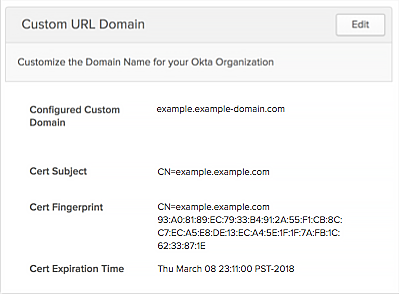 Custom URL Domain
Edit
Customize the Domain Name for your Okta Organization
Configured Custom Domain
example.example-domain.com
Cert Subject
CN=example.example.com
Cert Fingerprint
CN=example.example.com
93:A0:81:89:EC:79:33:B4:91:2A:55:F1:CB:8C:
C7:EC:A5:E8:DE:13:EC:A4:5E:1F:1F:7A:FB:1C:
62:33:87:1E
Cert Expiration Time
Thu March 08 23:11:00 PST-2018